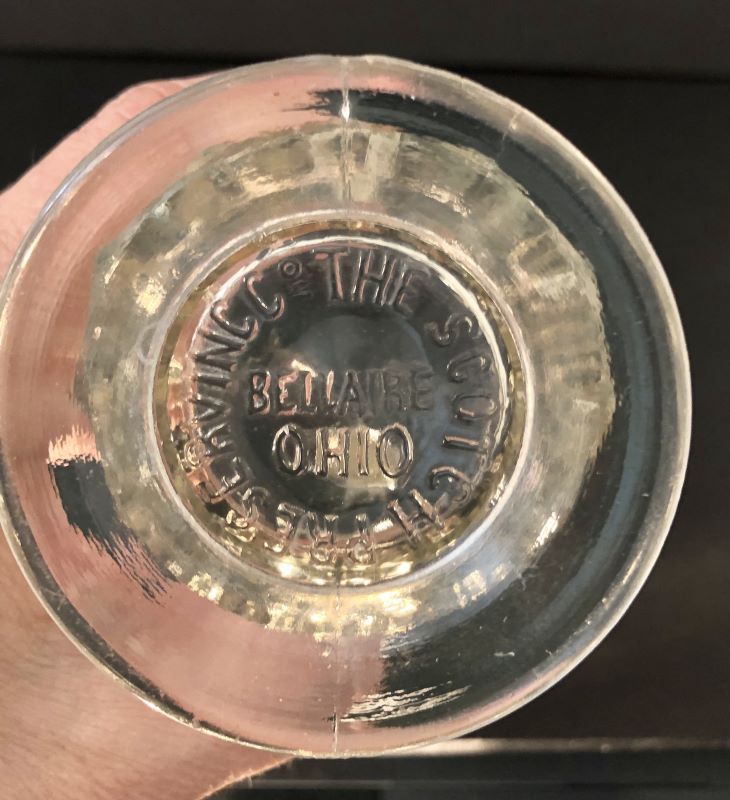 THE SCOTCH PRESERVING Co
BELLAIRE
OHIO